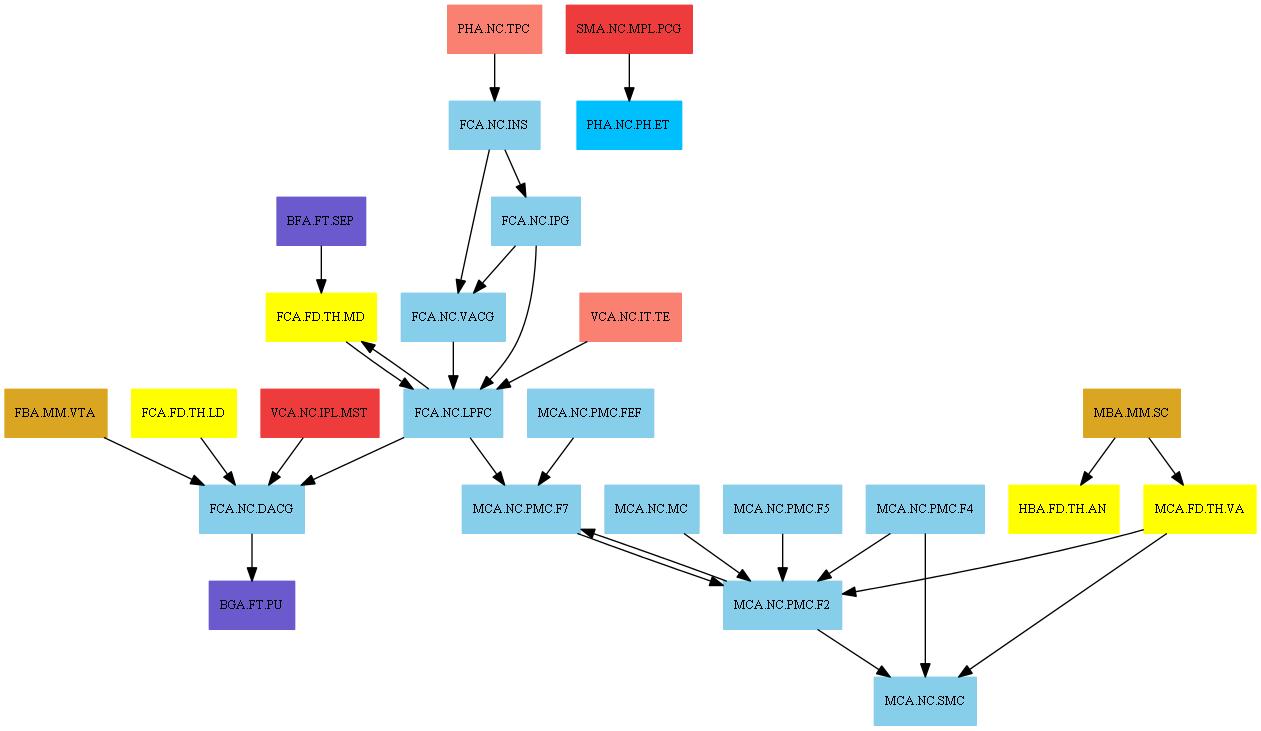 PHA.NC.TPC
SMA.NC.MPL.PCG
FCA.NC.INS
PHA.NC.PH.ET
BFA.FT.SEP
FCA.NC.IPG
FCA.FD.TH.MD
FCA.NC.VACG
VCA.NC.IT.TE
FBA.MM.VTA
FCA.FD.TH.LD
VCA.NC.IPL.MST
FCA.NC.LPFC
MCA.NC.PMC.FEF
MBA.MM.SC
FCA.NC.DACG
MCA.NC.PMC.F7
MCA.NC.MC
MCA.NC.PMC.F5
MCA.NC.PMC.F4
HBA.FD.TH.AN
MCA.FD.TH.VA
BGA.FT.PU
MCA.NC.PMC.F2
MCA.NC.SMC